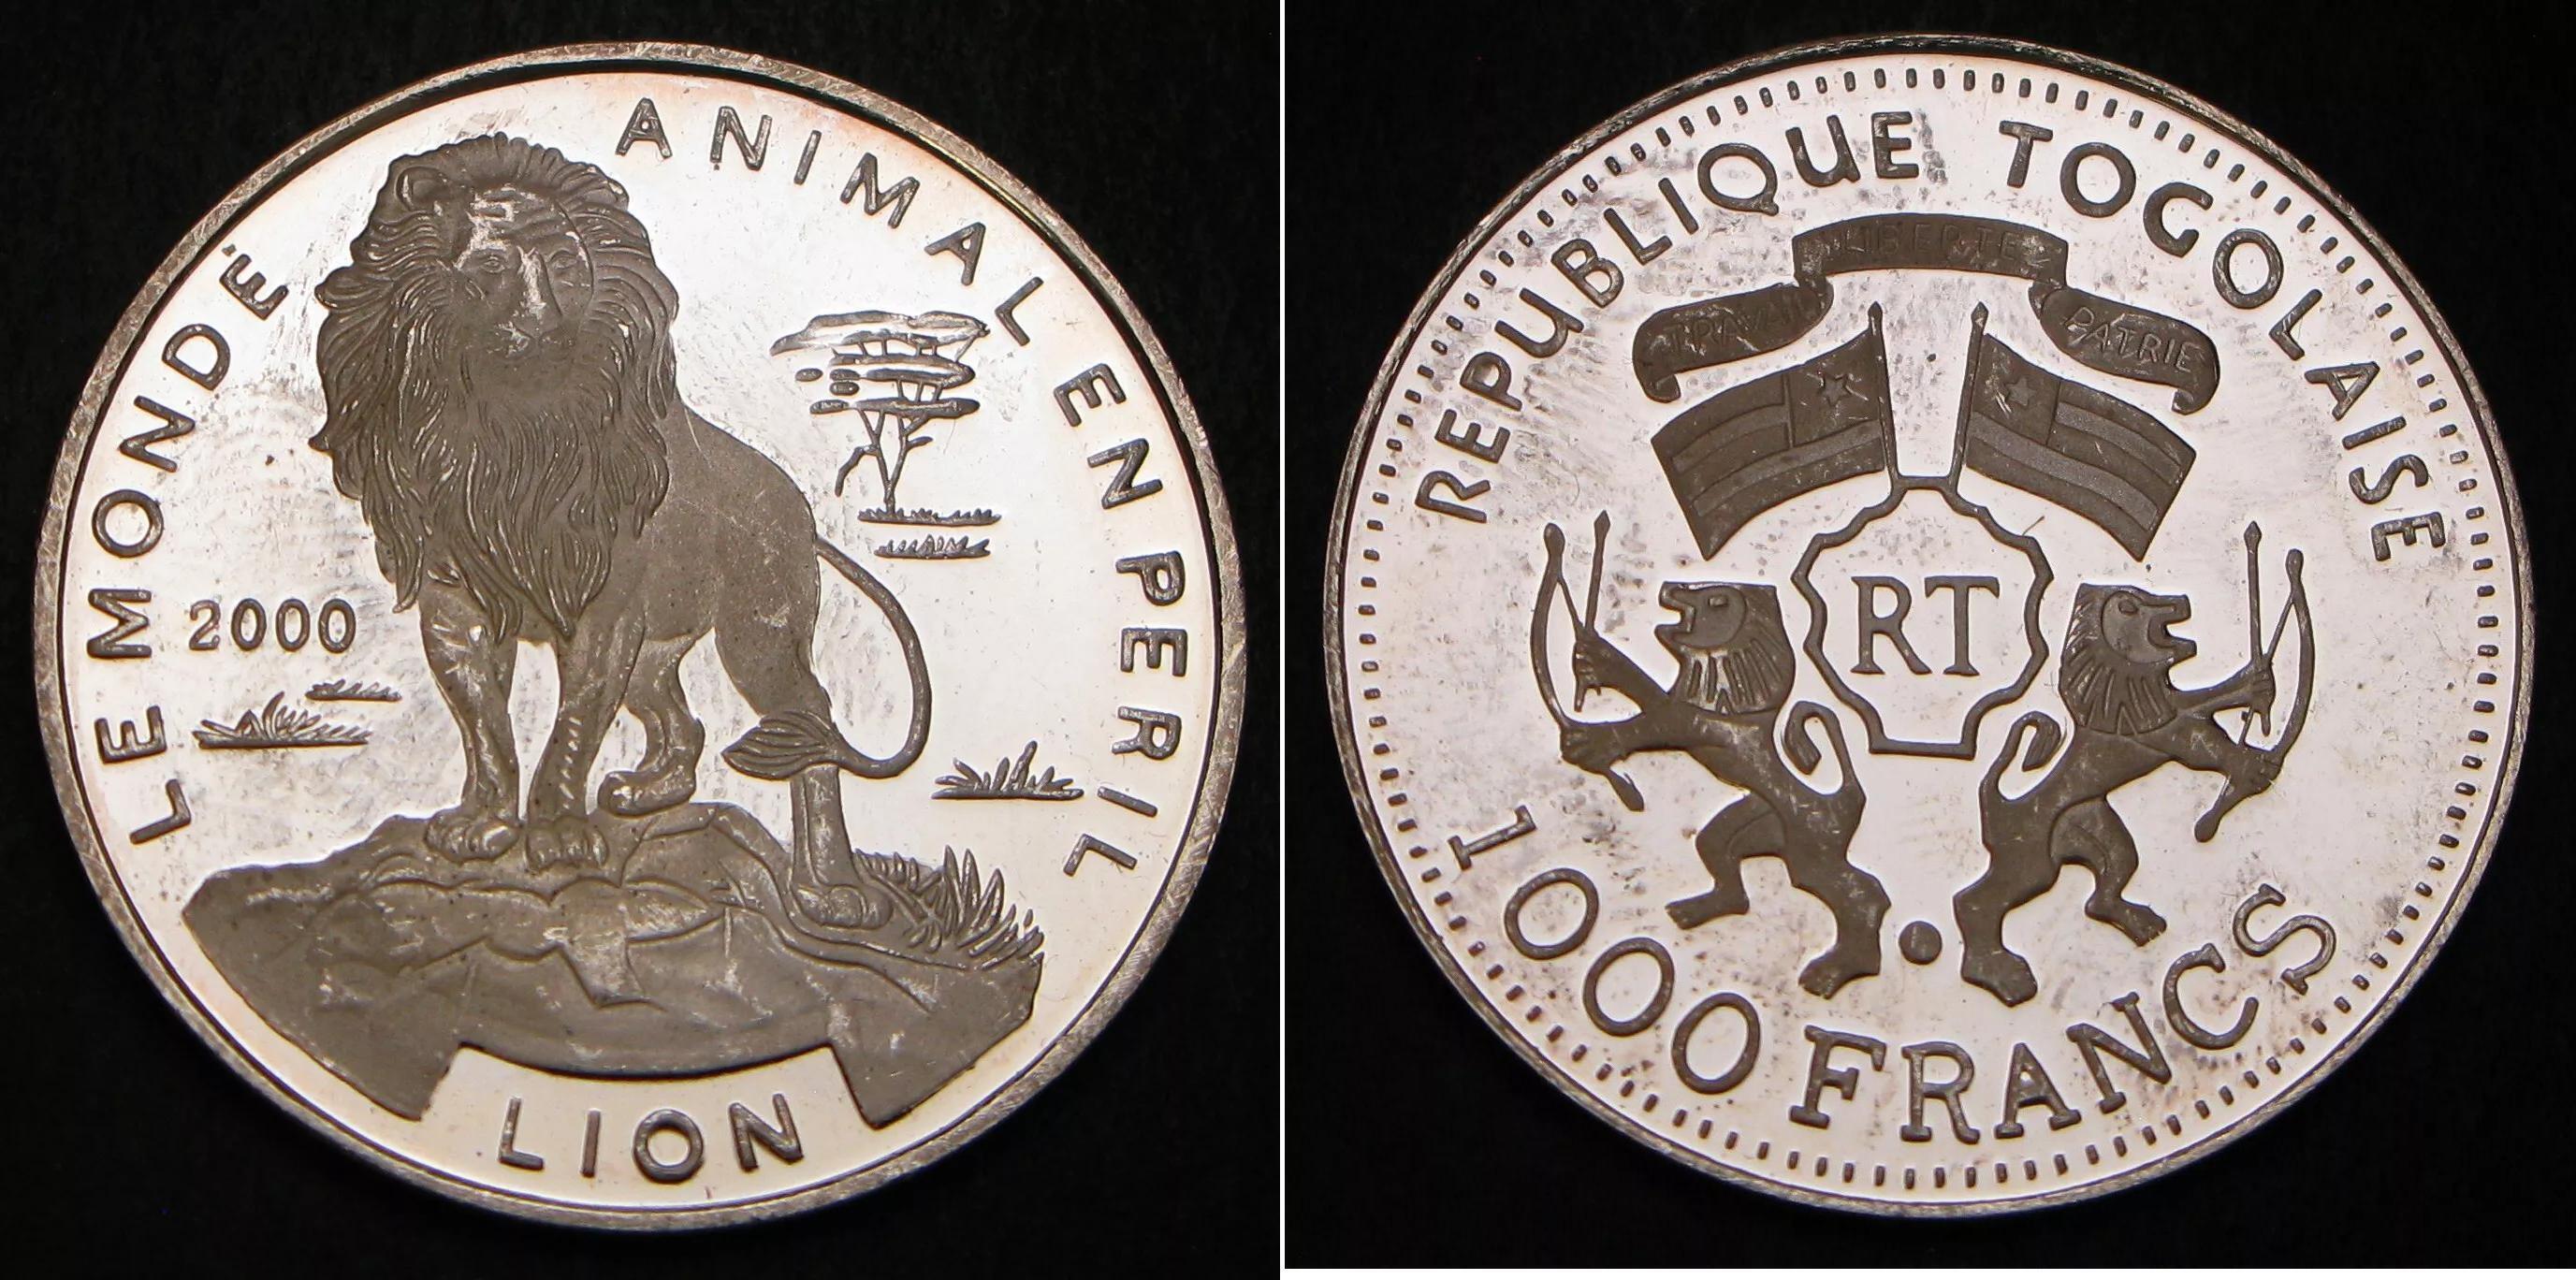 LE MONDE ANIMAL EN PERIL
2000
LION
REPUBLIQUE TOGOLAISE
TRAVAIL LIBERTE PATRIE
RT
1000 FRANCS